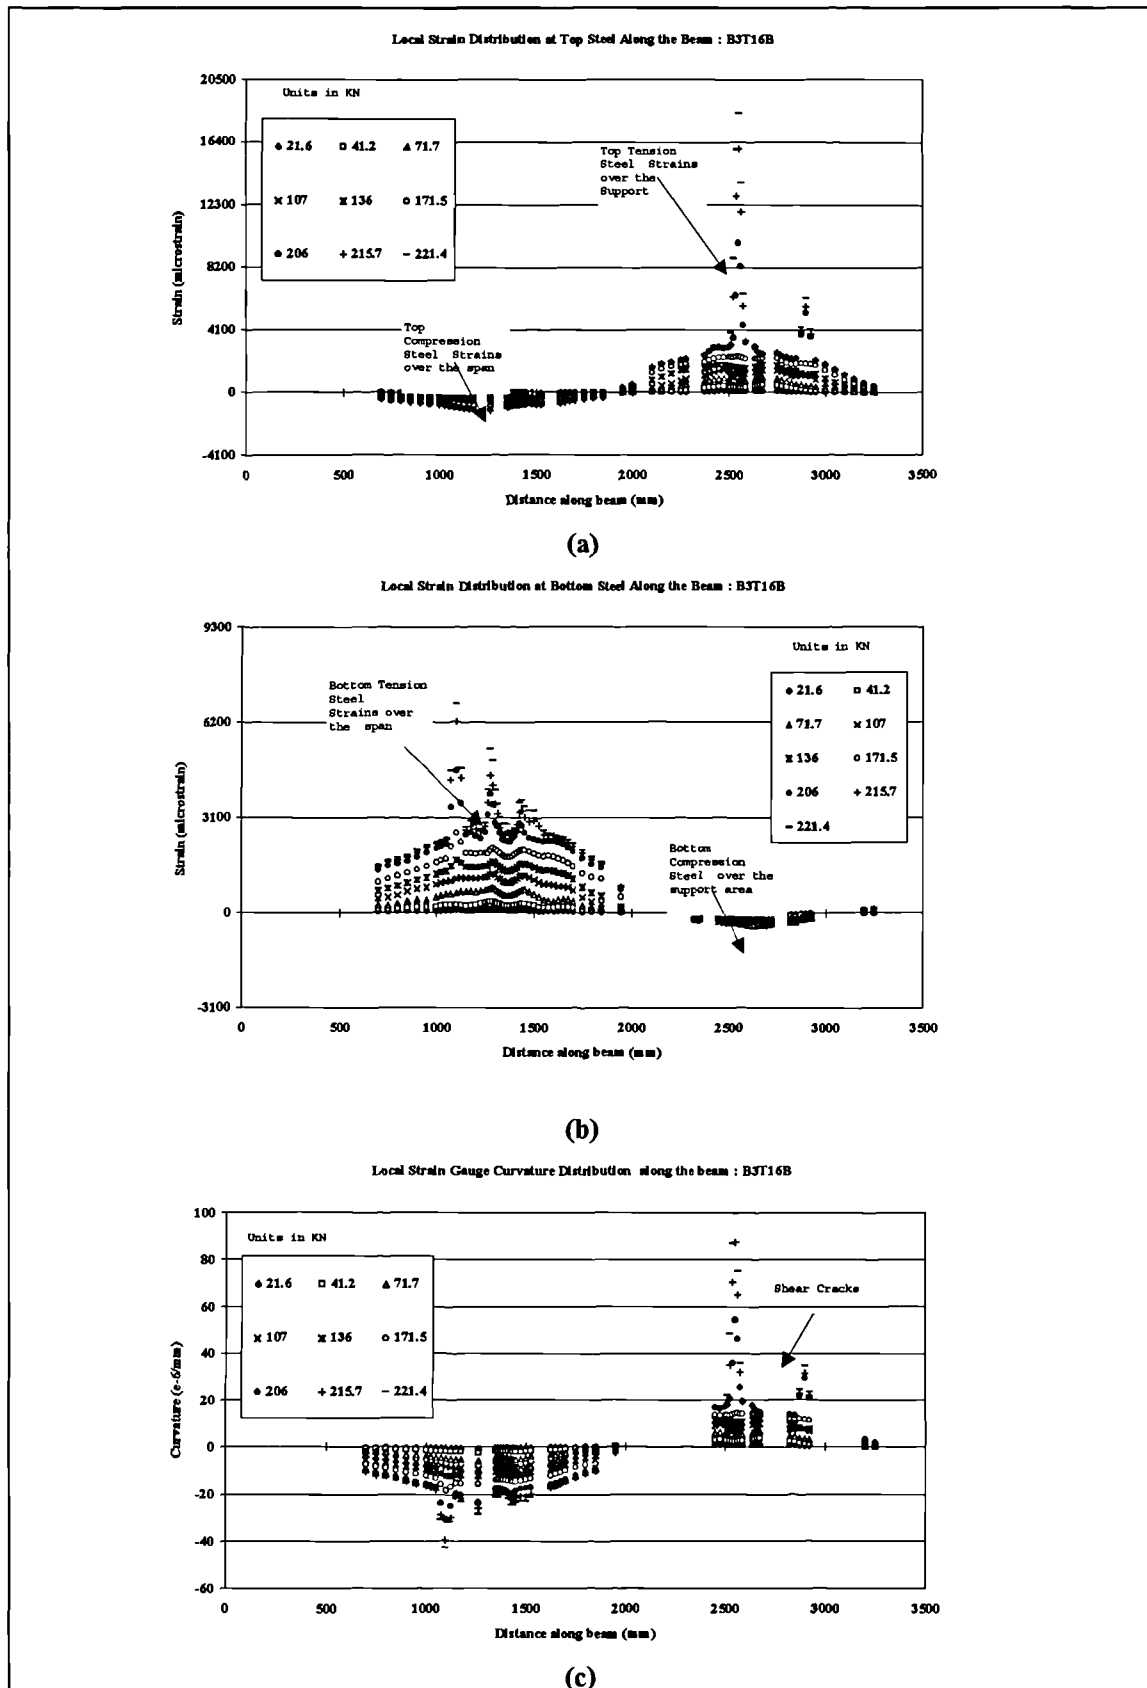 Local Strain Distribution at Top Steel Along the Beam : B3T16B
20500
16400
12300
8200
4100
0
-4100
Strain (microstrain)
Units in KN
21.6 41.2 71.7
107 136 171.5
206 215.7 221.4
Top Tension
Steel Strains
over the
Support
Top
Compression
Steel Strains
over the span
0 500 1000 1500 2000 2500 3000 3500
Distance along beam (mm)
(a)
Local Strain Distribution at Bottom Steel Along the Beam : B3T16B
9300
6200
3100
0
-3100
Strain (microstrain)
Bottom Tension
Steel
Strains over
the span
Units in KN
21.6 41.2
71.7 107
136 171.5
206 215.7
221.4
Bottom
Compression
Steel over the
support area
0 500 1000 1500 2000 2500 3000 3500
Distance along beam (mm)
(b)
Local Strain Gauge Curvature Distribution along the beam : B3T16B
100
80
60
40
20
0
-20
-40
-60
Curvature (e-6/mm)
Units in KN
21.6 41.2 71.7
107 136 171.5
206 215.7 221.4
Shear Cracks
0 500 1000 1500 2000 2500 3000 3500
Distance along beam (mm)
(c)